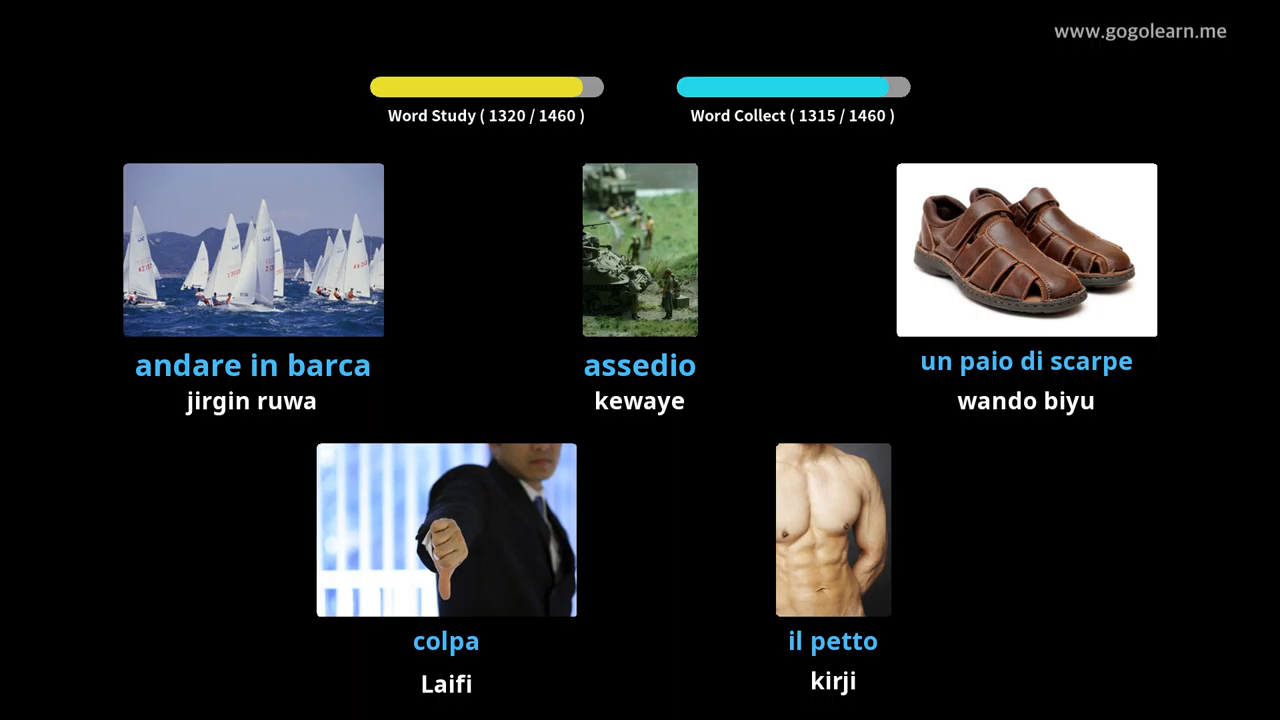 www.gogolearn.me
Word Study ( 1320 / 1460 )
Word Collect ( 1315 / 1460 )
andare in barca
jirgin ruwa
assedio
kewaye
un paio di scarpe
wando biyu
colpa
Laifi
il petto
kirji